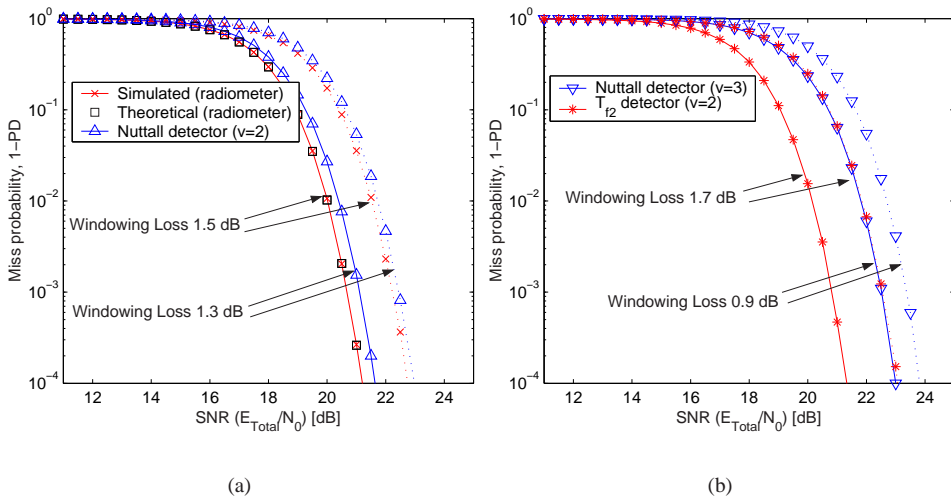 10^0
10^-1
10^-2
10^-3
10^-4
Miss probability, 1−PD
Simulated (radiometer)
Theoretical (radiometer)
Nuttall detector (v=2)
Windowing Loss 1.5 dB
Windowing Loss 1.3 dB
12 14 16 18 20 22 24
SNR (E_Total/N_0) [dB]
(a)
10^0
10^-1
10^-2
10^-3
10^-4
Miss probability, 1−PD
Nuttall detector (v=3)
T_f2 detector (v=2)
Windowing Loss 1.7 dB
Windowing Loss 0.9 dB
12 14 16 18 20 22 24
SNR (E_Total/N_0) [dB]
(b)